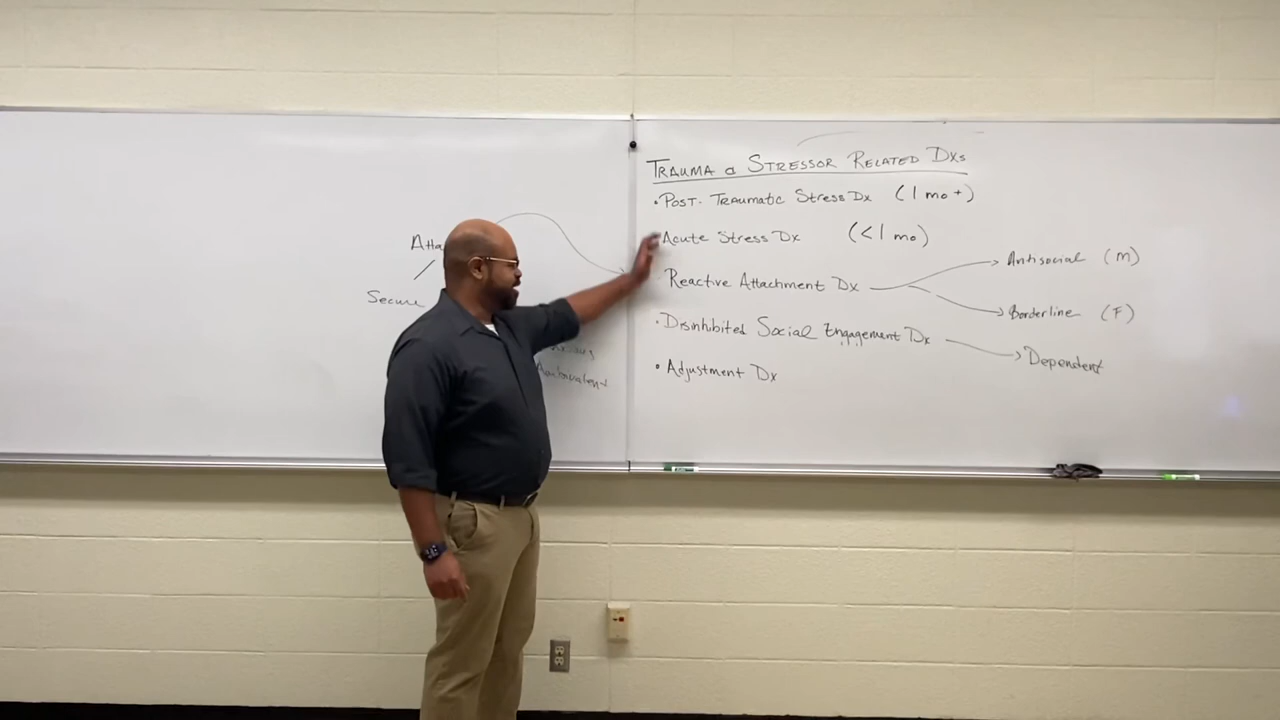 Secure
Ambivalent
TRAUMA a STRESSOR RELATED DXs
• POST-TRAUMATIC STRESS DX (1 mo +)
Acute Stress Dx (<1 mo)
• Reactive Attachment Dx → Antisocial (M)
→ Borderline (F)
• Disinhibited Social Engagement Dx → Dependent
• Adjustment Dx